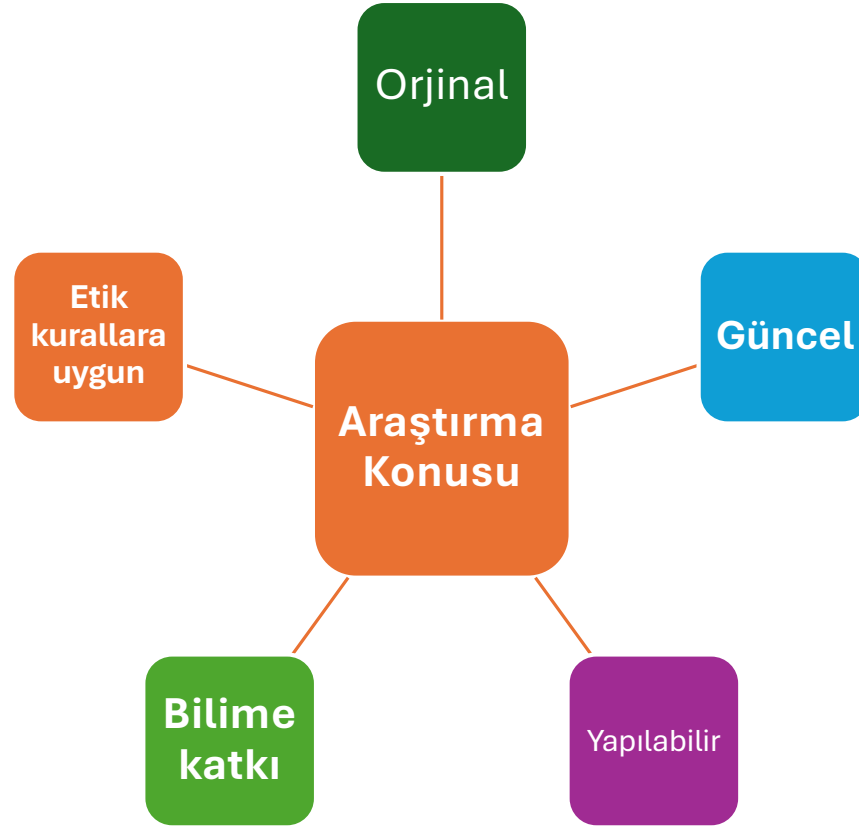 Orjinal
Etik
kurallara
uygun
Güncel
Araştırma
Konusu
Bilime
katkı
Yapılabilir